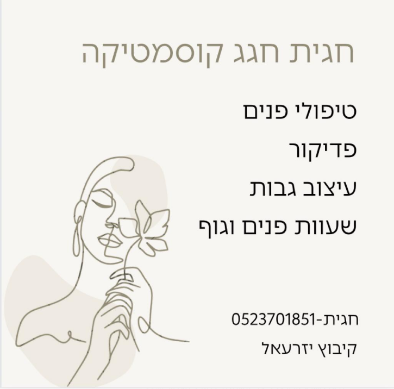 חגית חגג קוסמטיקה
טיפולי פנים
פדיקור
עיצוב גבות
שעוות פנים וגוף
חגית-0523701851
קיבוץ יזרעאל